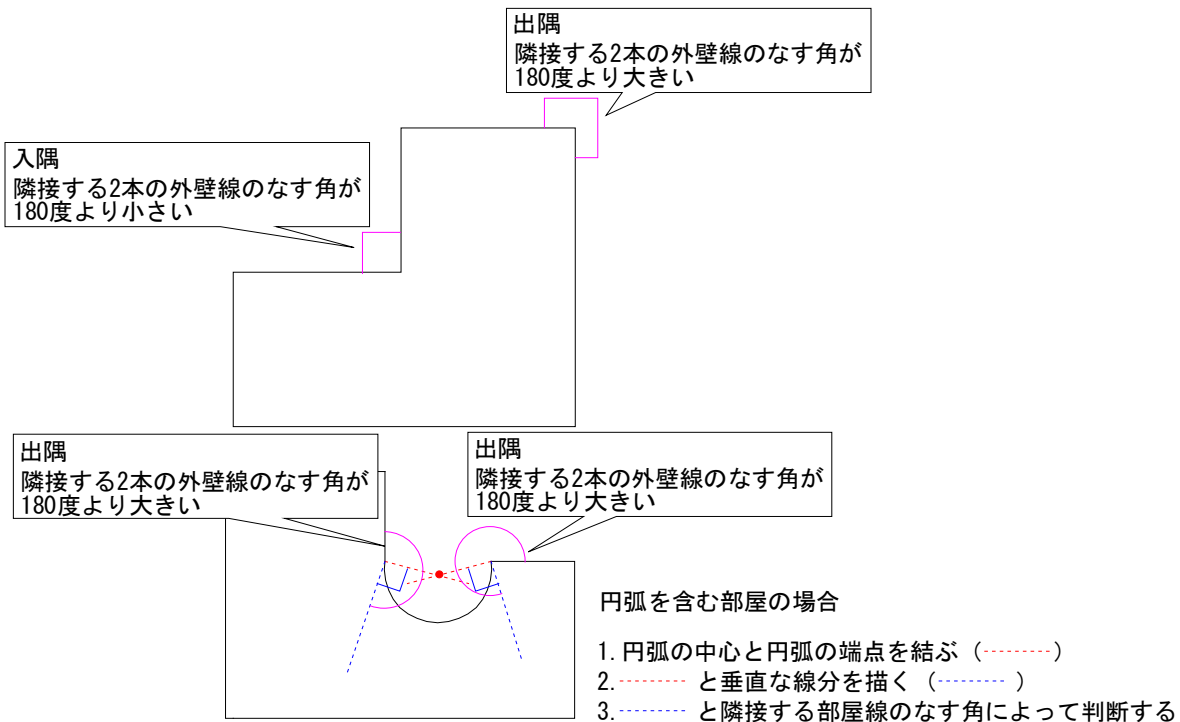 出隅
隣接する2本の外壁線のなす角が
180度より大きい
入隅
隣接する2本の外壁線のなす角が
180度より小さい
出隅
隣接する2本の外壁線のなす角が
180度より大きい
出隅
隣接する2本の外壁線のなす角が
180度より大きい
円弧を含む部屋の場合
1.円弧の中心と円弧の端点を結ぶ（---------）
2.--------- と垂直な線分を描く（--------- ）
3.--------- と隣接する部屋線のなす角によって判断する